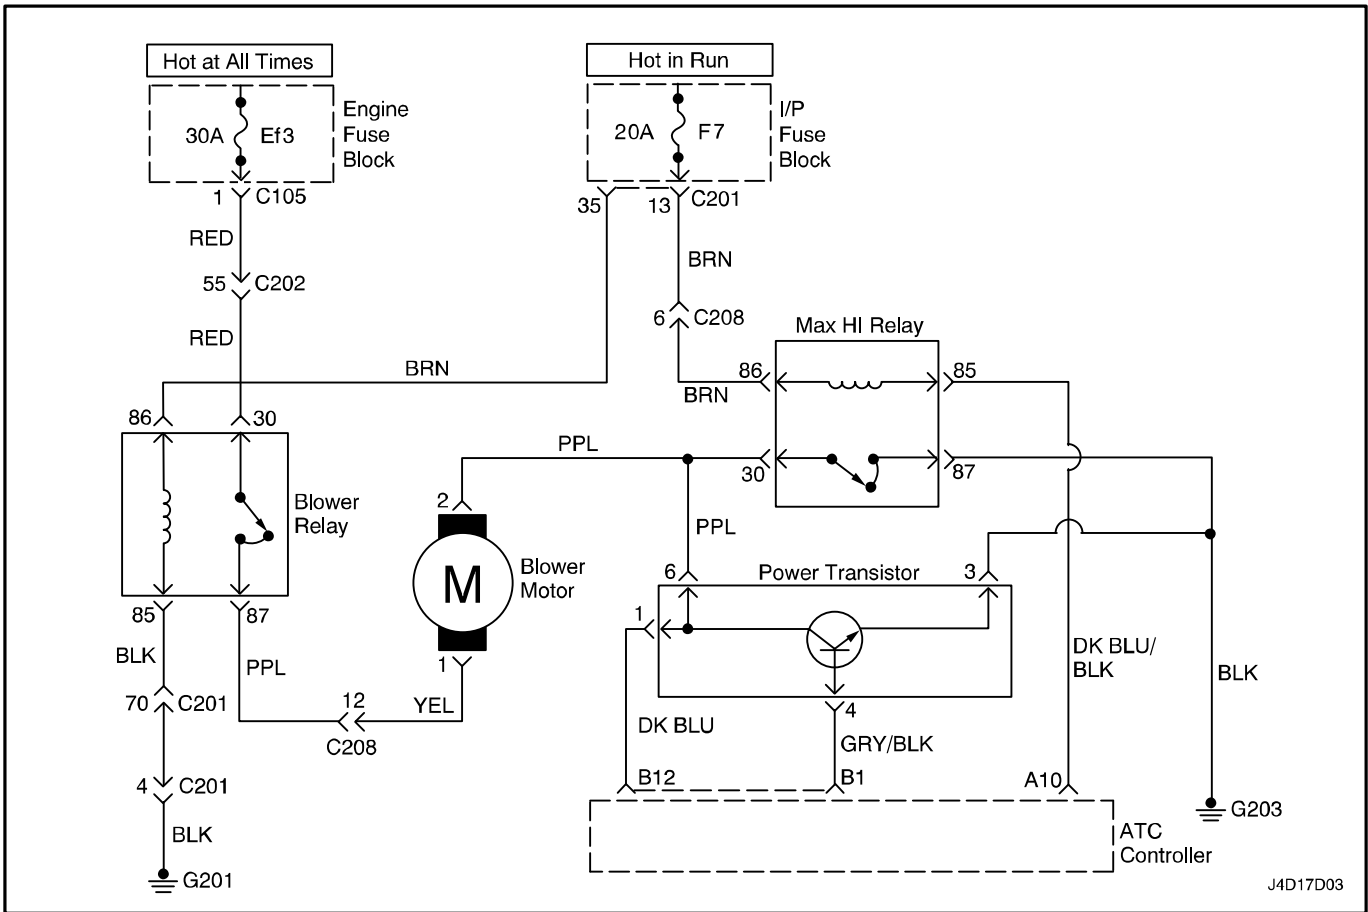 Hot at All Times
Hot in Run
30A Ef3
Engine
Fuse
Block
20A F7
I/P
Fuse
Block
1 C105
35 13 C201
RED
BRN
55 C202
6 C208
RED
Max HI Relay
BRN
86 85
BRN
86 30
PPL
30 87
Blower
Relay
2
PPL
M
Blower
Motor
6 Power Transistor 3
85 87
1
BLK
PPL
1
DK BLU/
BLK
BLK
70 C201
12
YEL
C208
DK BLU
4
GRY/BLK
4 C201
B12 B1 A10
BLK
G203
ATC
Controller
G201
J4D17D03